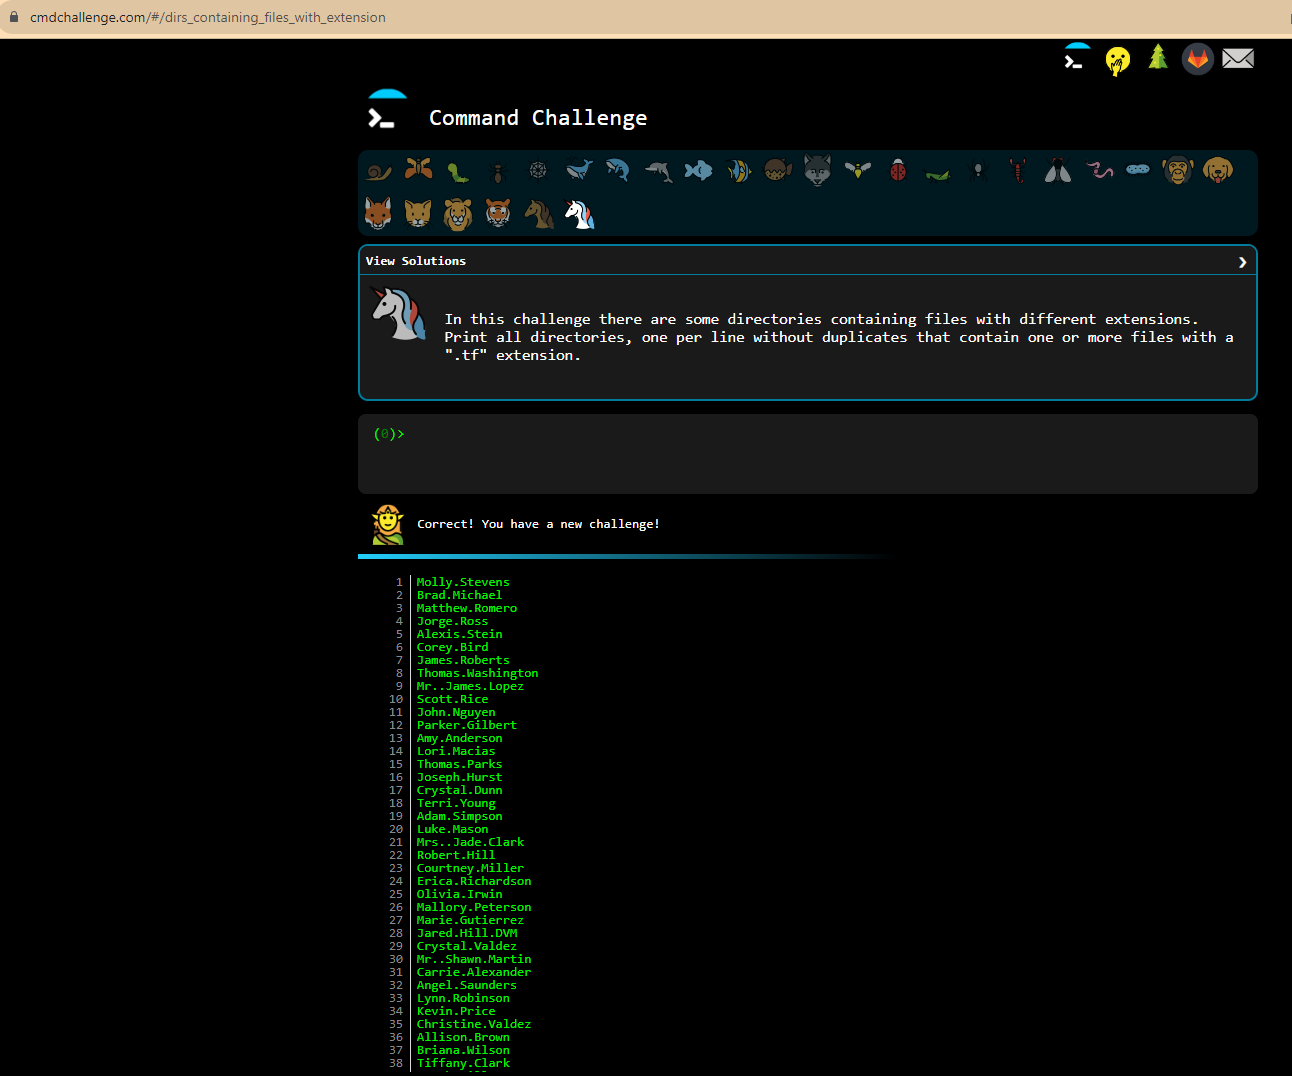 cmdchallenge.com/#/dirs_containing_files_with_extension
Command Challenge
View Solutions
In this challenge there are some directories containing files with different extensions.
Print all directories, one per line without duplicates that contain one or more files with a
".tf" extension.
(0)>
Correct! You have a new challenge!
1 Molly.Stevens
2 Brad.Michael
3 Matthew.Romero
4 Jorge.Ross
5 Alexis.Stein
6 Corey.Bird
7 James.Roberts
8 Thomas.Washington
9 Mr..James.Lopez
10 Scott.Rice
11 John.Nguyen
12 Parker.Gilbert
13 Amy.Anderson
14 Lori.Macias
15 Thomas.Parks
16 Joseph.Hurst
17 Crystal.Dunn
18 Terri.Young
19 Adam.Simpson
20 Luke.Mason
21 Mrs..Jade.Clark
22 Robert.Hill
23 Courtney.Miller
24 Erica.Richardson
25 Olivia.Irwin
26 Mallory.Peterson
27 Marie.Gutierrez
28 Jared.Hill.DVM
29 Crystal.Valdez
30 Mr..Shawn.Martin
31 Carrie.Alexander
32 Angel.Saunders
33 Lynn.Robinson
34 Kevin.Price
35 Christine.Valdez
36 Allison.Brown
37 Briana.Wilson
38 Tiffany.Clark